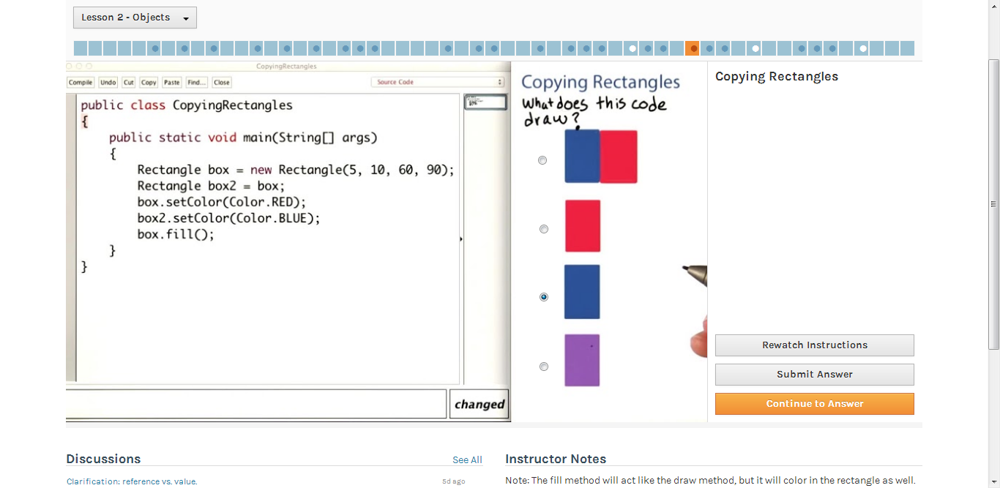 Lesson 2 - Objects
CopyingRectangles
Compile Undo Cut Copy Paste Find... Close Source Code
public class CopyingRectangles
{
public static void main(String[] args)
{
Rectangle box = new Rectangle(5, 10, 60, 90);
Rectangle box2 = box;
box.setColor(Color.RED);
box2.setColor(Color.BLUE);
box.fill();
}
}
changed
Copying Rectangles
What does this code
draw?
Copying Rectangles
Rewatch Instructions
Submit Answer
Continue to Answer
Discussions
See All
Clarification: reference vs. value.
5d ago
Instructor Notes
Note: The fill method will act like the draw method, but it will color in the rectangle as well.